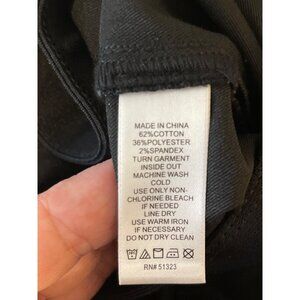 MADE IN CHINA
62%COTTON
36%POLYESTER
2%SPANDEX
TURN GARMENT
INSIDE OUT
MACHINE WASH
COLD
USE ONLY NON-
CHLORINE BLEACH
IF NEEDED
LINE DRY
USE WARM IRON
IF NECESSARY
DO NOT DRY CLEAN
RN# 51323